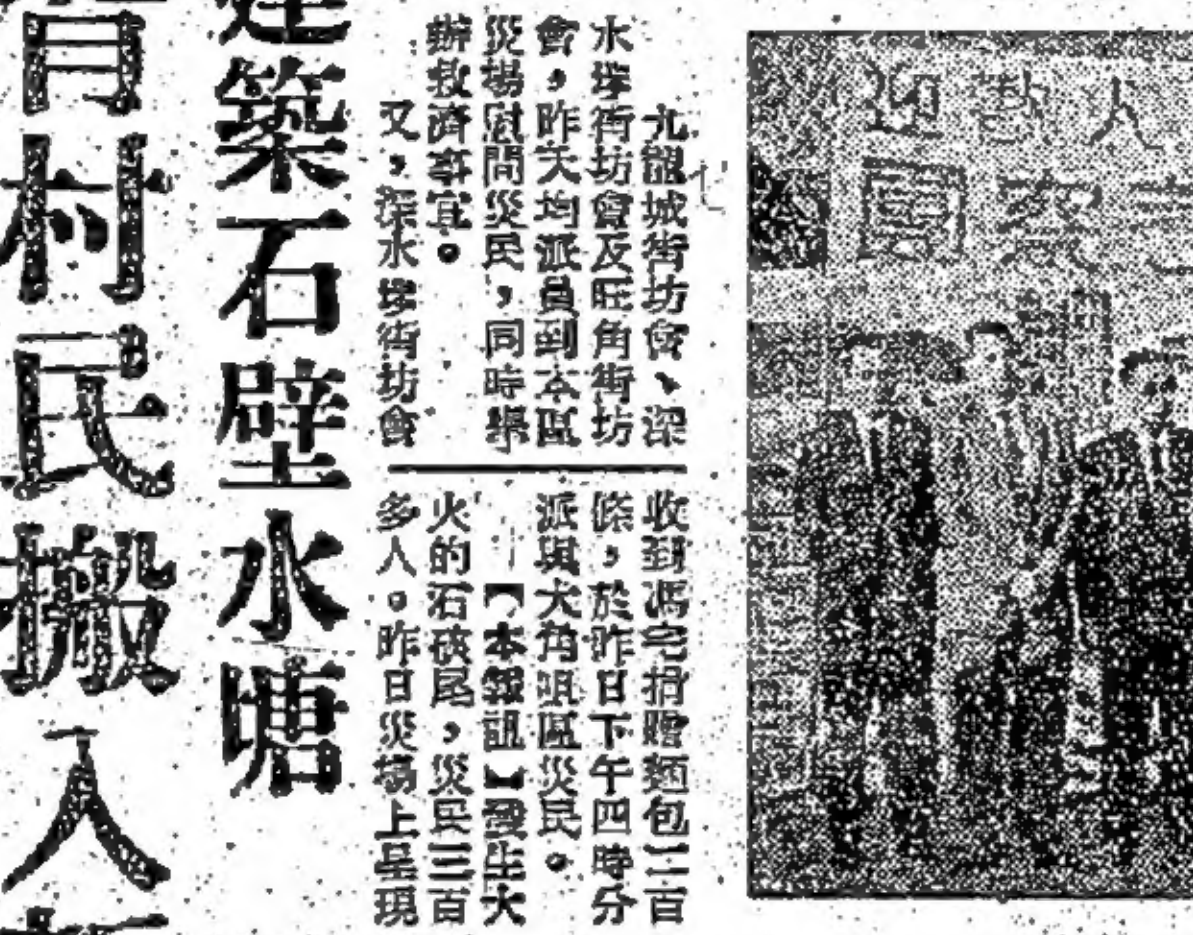 九龍城街坊會、深
水埗街坊會及旺角街坊
會，昨天均派員到本區
災場慰問災民，同時舉
辦救濟事宜。
又，深水埗街坊會
收到馮宅捐贈麵包二百
條，於昨日下午四時分
派與大角咀區災民。
【本報訊】發生大
火的石硤尾，災民三百
多人。昨日災場上呈現
建築石壁水塘
村民搬入